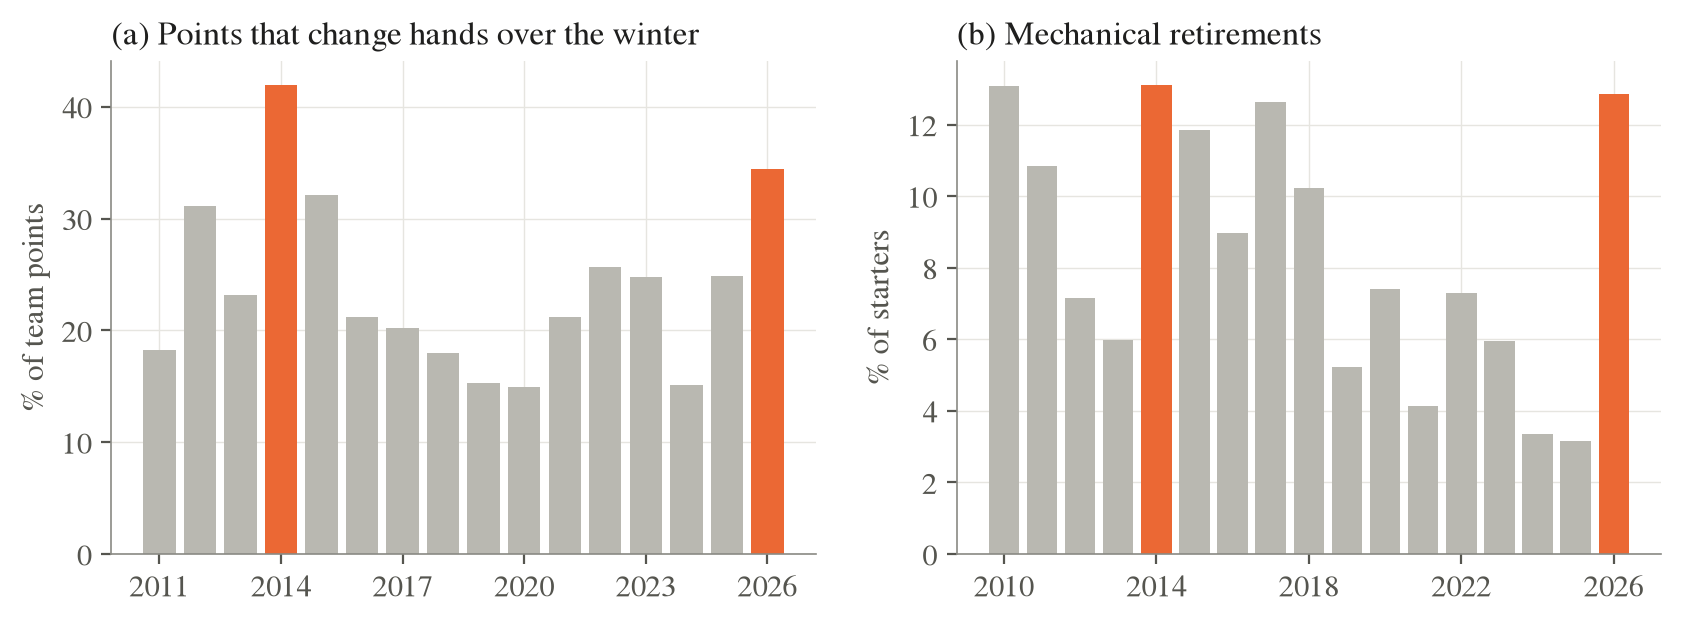 (a) Points that change hands over the winter
% of team points
40
30
20
10
0
2011 2014 2017 2020 2023 2026
(b) Mechanical retirements
% of starters
12
10
8
6
4
2
0
2010 2014 2018 2022 2026